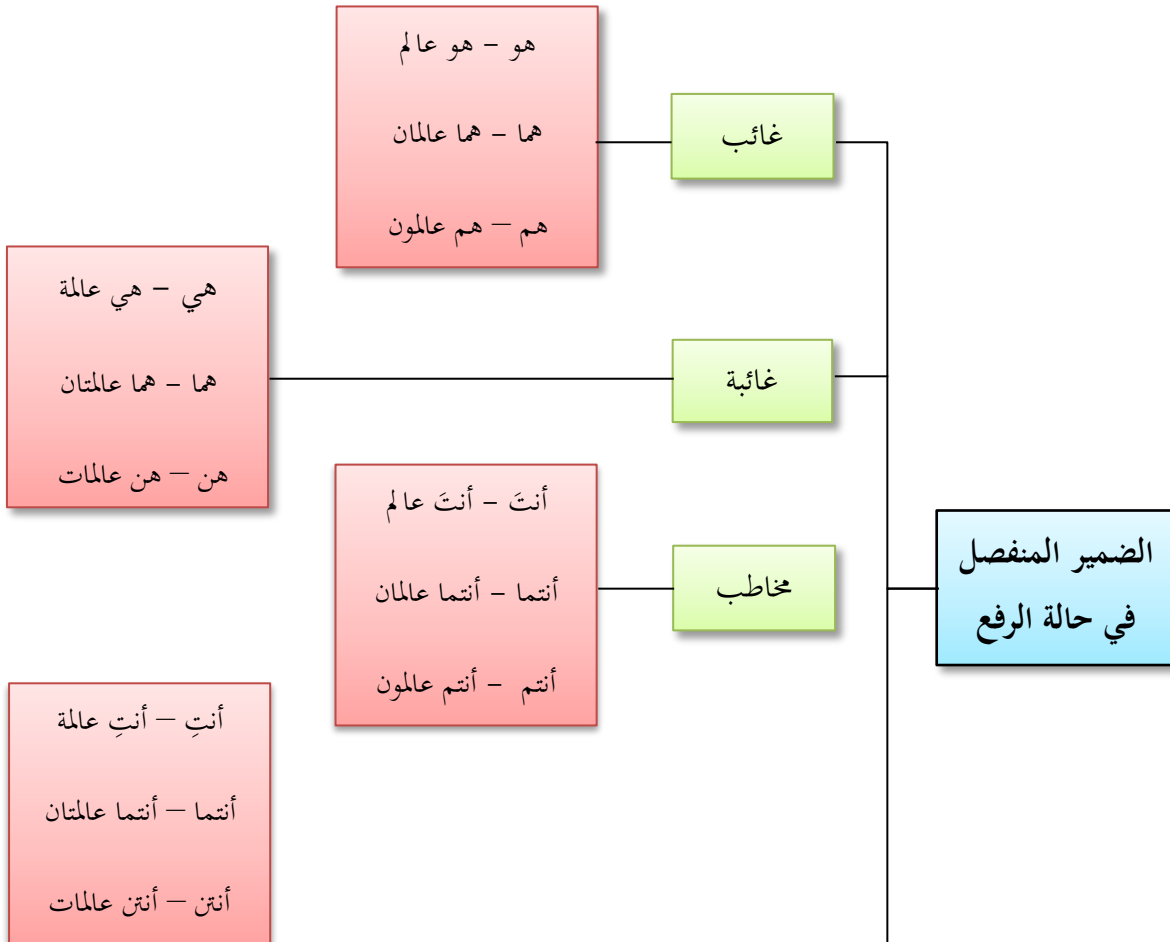 الضمير المنفصل
في حالة الرفع
غائب
هو – هو عالم
هما – هما عالمان
هم – هم عالمون
غائبة
هي – هي عالمة
هما – هما عالمتان
هن – هن عالمات
مخاطب
أنتَ – أنتَ عالم
أنتما – أنتما عالمان
أنتم – أنتم عالمون
أنتِ – أنتِ عالمة
أنتما – أنتما عالمتان
أنتن – أنتن عالمات